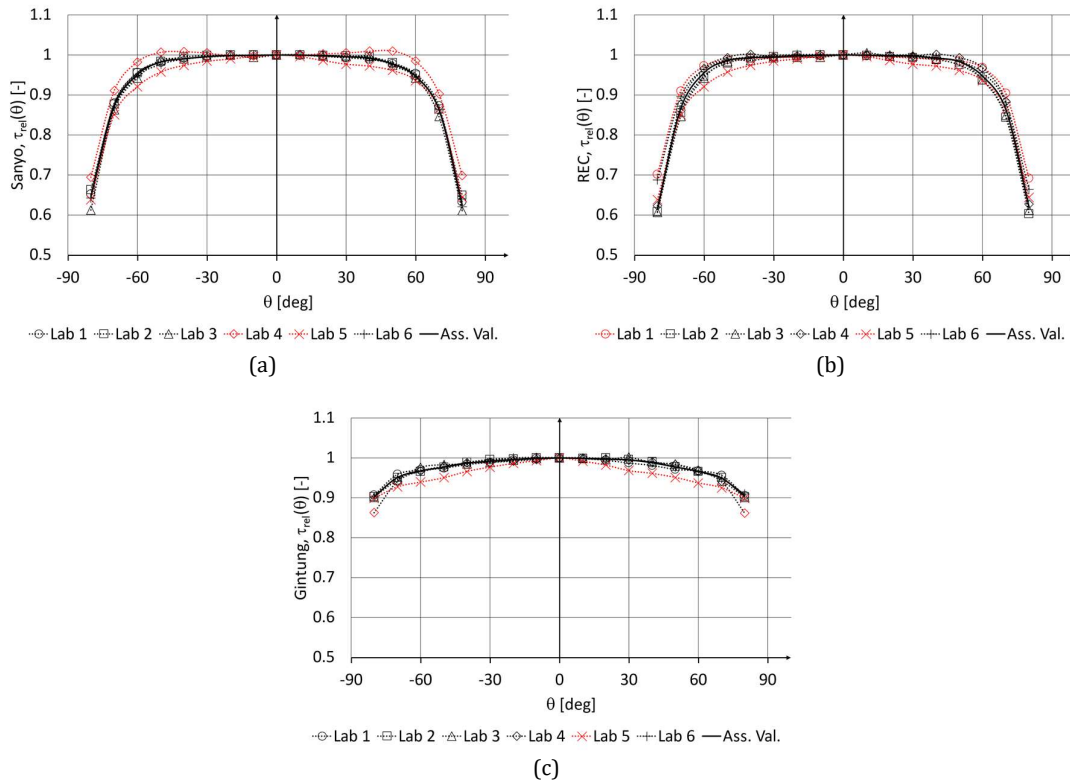 Sanyo, τrel(θ) [-]
1.1
1
0.9
0.8
0.7
0.6
0.5
-90 -60 -30 0 30 60 90
θ [deg]
Lab 1 Lab 2 Lab 3 Lab 4 Lab 5 Lab 6 Ass. Val.
(a)
REC, τrel(θ) [-]
1.1
1
0.9
0.8
0.7
0.6
0.5
-90 -60 -30 0 30 60 90
θ [deg]
Lab 1 Lab 2 Lab 3 Lab 4 Lab 5 Lab 6 Ass. Val.
(b)
Gintung, τrel(θ) [-]
1.1
1
0.9
0.8
0.7
0.6
0.5
-90 -60 -30 0 30 60 90
θ [deg]
Lab 1 Lab 2 Lab 3 Lab 4 Lab 5 Lab 6 Ass. Val.
(c)